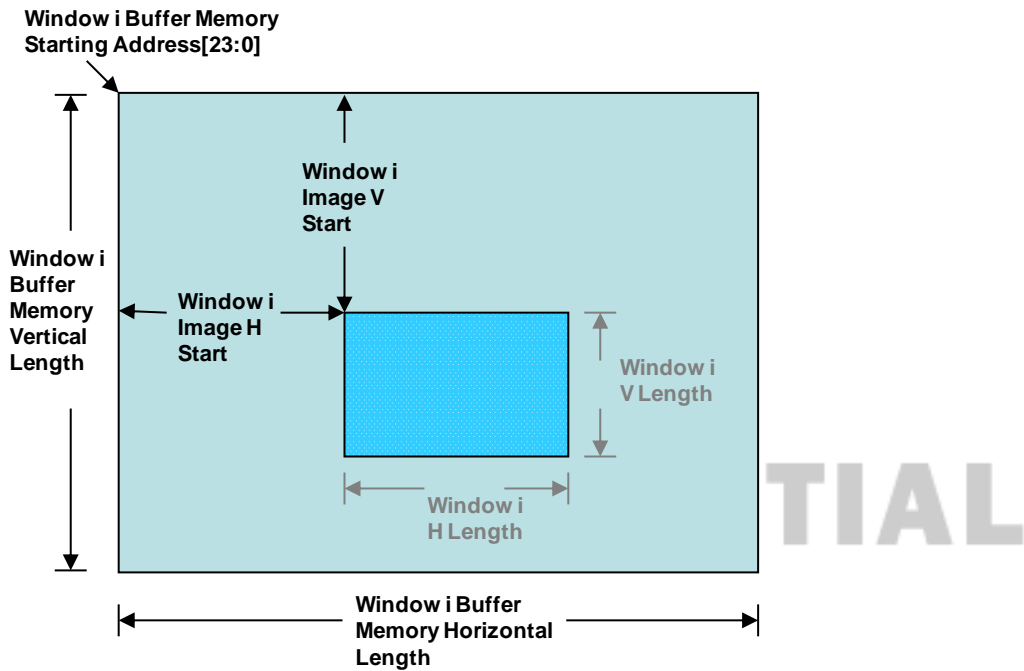 Window i Buffer Memory
Starting Address[23:0]
Window i
Image V
Start
Window i
Buffer
Memory
Vertical
Length
Window i
Image H
Start
Window i
V Length
Window i
H Length
TIAL
Window i Buffer
Memory Horizontal
Length